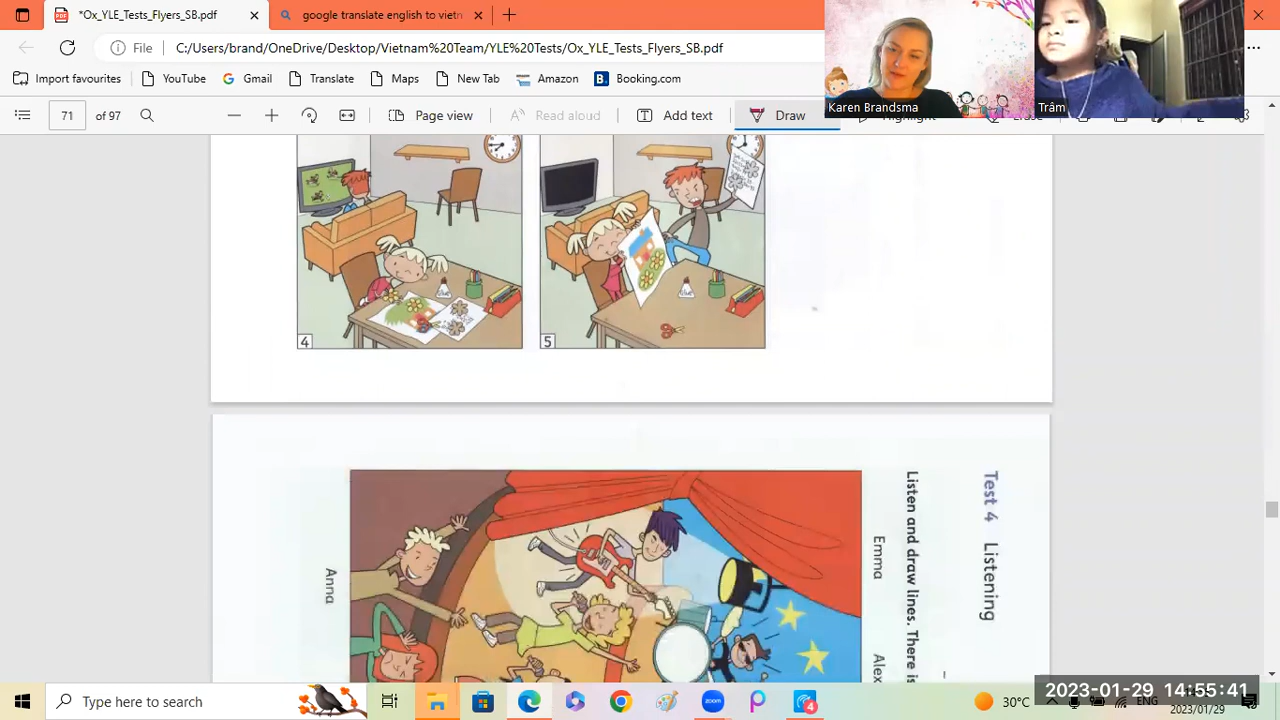 *Ox_YLE_Tests_Flyers_SB.pdf
google translate english to vietn
File
C:/Users/brand/OneDrive/Desktop/Vietnam%20Team/YLE%20Tests/Ox_YLE_Tests_Flyers_SB.pdf
Import favourites
YouTube
Gmail
Translate
Maps
New Tab
Amazon
Booking.com
71 of 97
Page view
Read aloud
Add text
Draw
Karen Brandsma
Trâm
4
5
Test 4 Listening
Listen and draw lines. There is
Emma
Alex
Anna
Type here to search
30°C
ENG
2023-01-29 14:55:41
2023/01/29